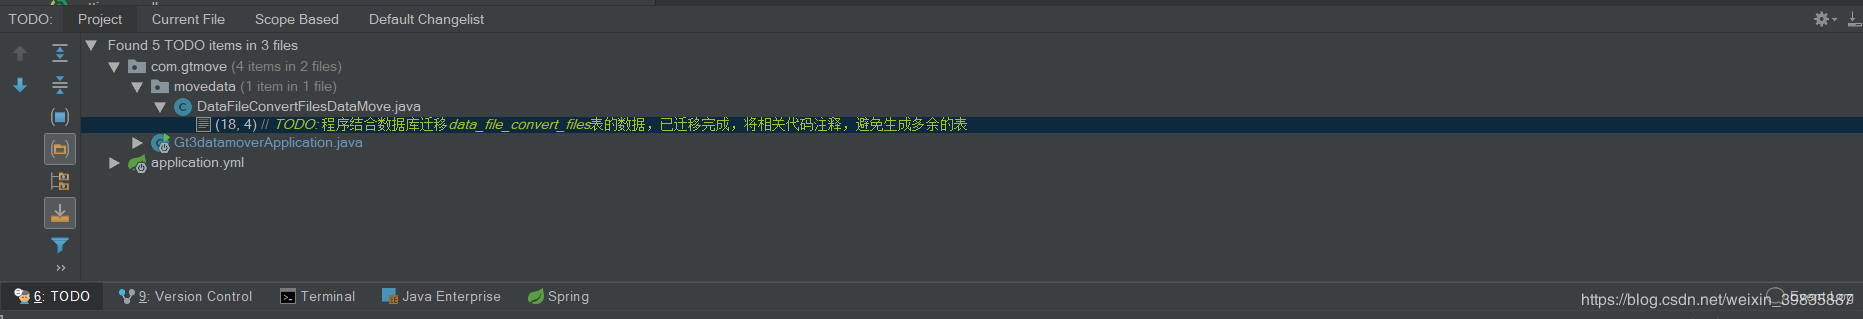 TODO: Project Current File Scope Based Default Changelist
Found 5 TODO items in 3 files
com.gtmove (4 items in 2 files)
movedata (1 item in 1 file)
DataFileConvertFilesDataMove.java
(18, 4) // TODO: 程序结合数据库迁移data_file_convert_files表的数据，已迁移完成，将相关代码注释，避免生成多余的表
Gt3datamoverApplication.java
application.yml
6: TODO 9: Version Control Terminal Java Enterprise Spring Event Log
https://blog.csdn.net/weixin_39835887